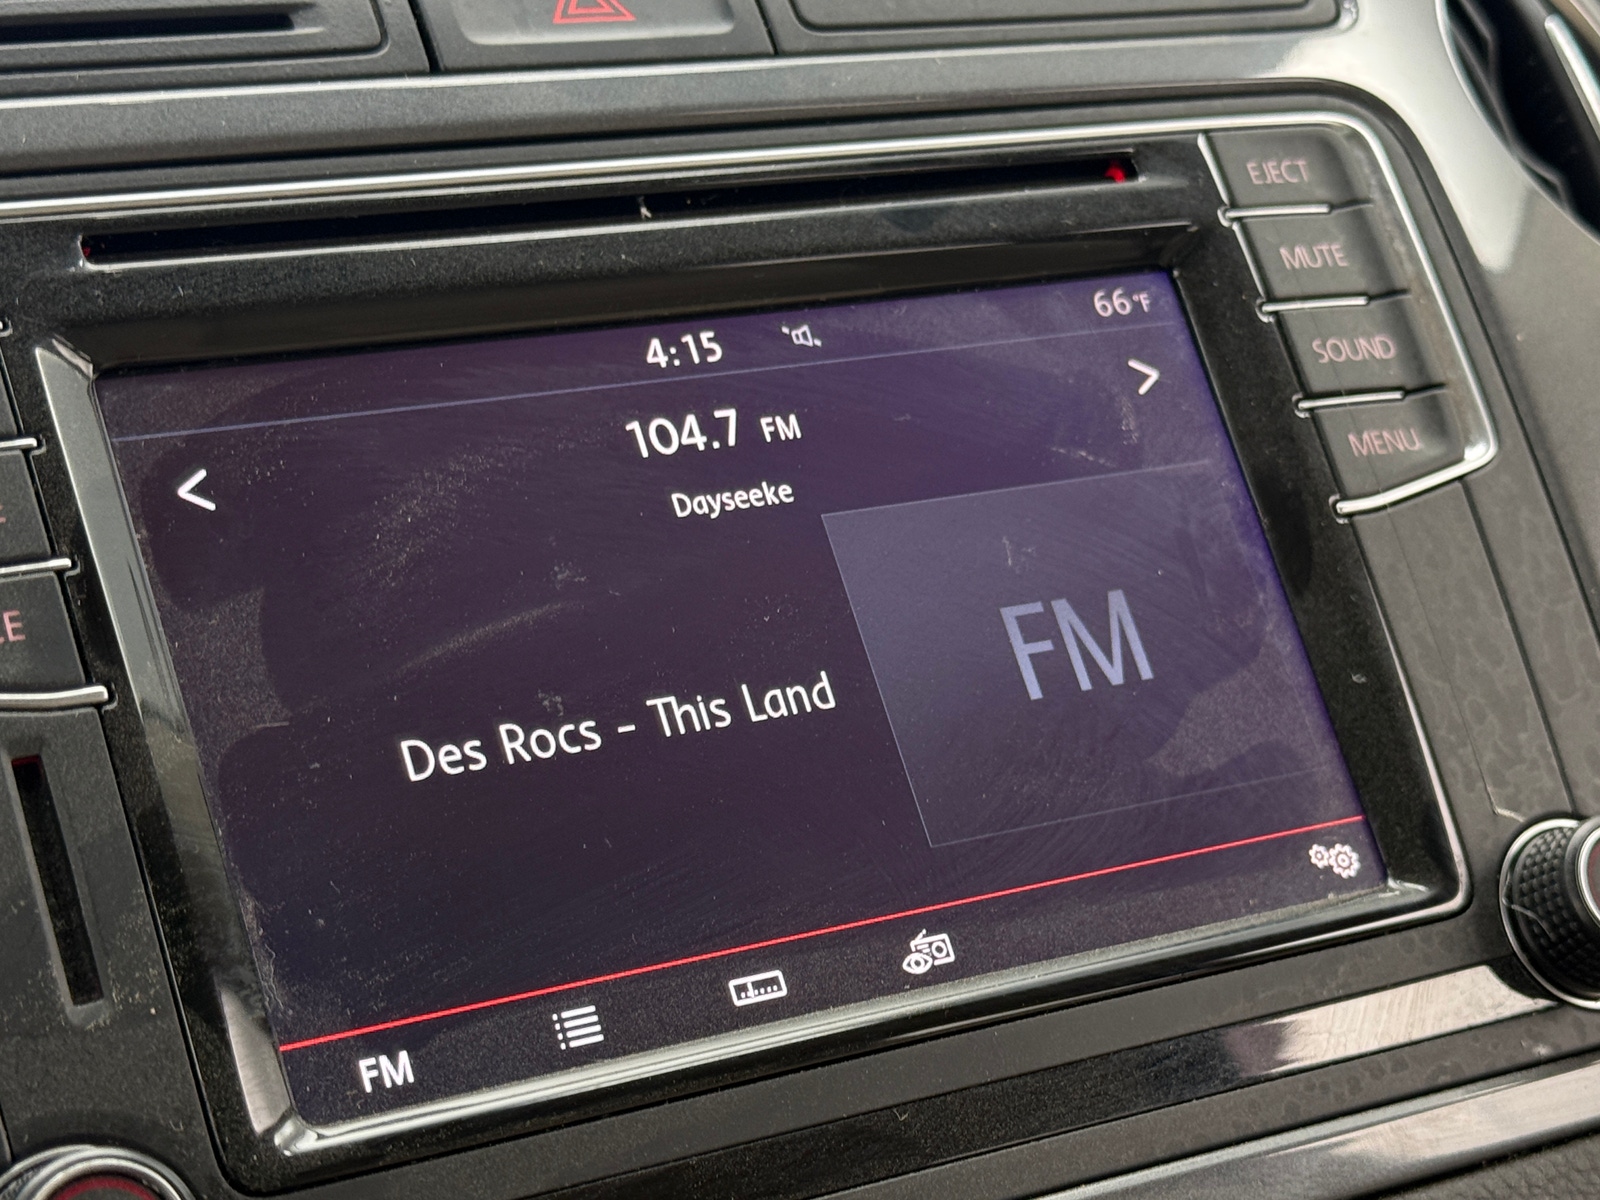 EJECT
MUTE
SOUND
MENU
4:15
66°F
104.7 FM
Dayseeke
FM
Des Rocs - This Land
FM